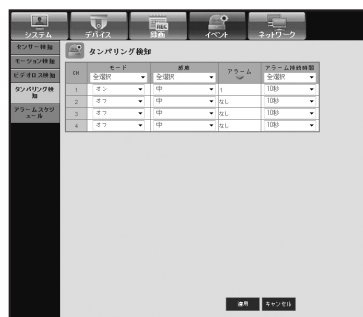 システム
デバイス
REC
録画
イベント
ネットワーク
センサー検知
モーション検知
ビデオロス検知
タンパリング検
知
アラームスケジ
ュール
タンパリング検知
CH モード 感度 アラーム アラーム持続時間
全選択 全選択 全選択
1 オン 中 1 10秒
2 オフ 中 なし 10秒
3 オフ 中 なし 10秒
4 オフ 中 なし 10秒
適用 キャンセル